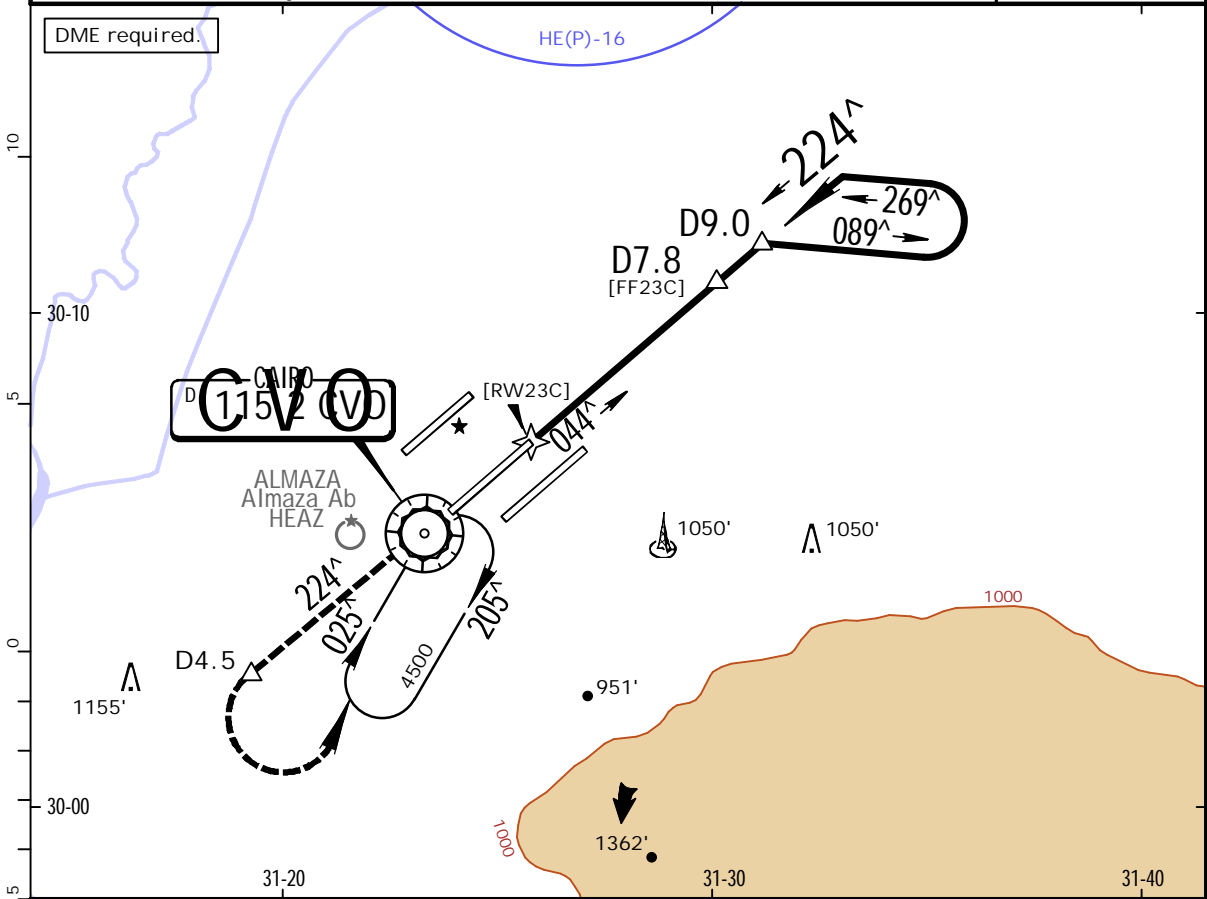 DME required.
HE(P)-16
10
224^
269^
089^
D9.0
D7.8
[FF23C]
30-10
CAIRO
D 115.2 CVO
C V O
5
[RW23C]
044^
ALMAZA
Almaza Ab
HEAZ
1050'
1050'
224^
025^
205^
4500
1000
0
D4.5
951'
1155'
30-00
1362'
1000
5
31-20
31-30
31-40